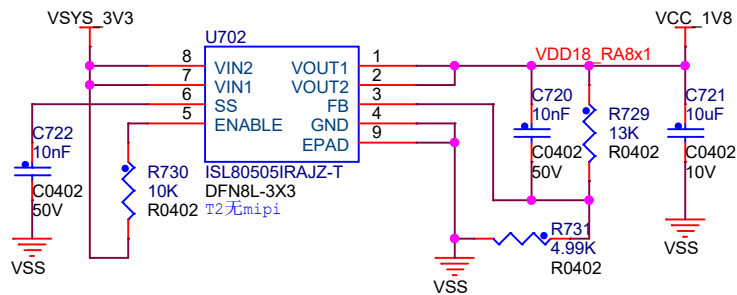 VSYS_3V3
VCC_1V8
U702
VDD18_RA8x1
8 VIN2 VOUT1 1
7 VIN1 VOUT2 2
6 SS FB 3
5 ENABLE GND 4
EPAD 9
ISL80505IRAJZ-T
DFN8L-3X3
T2无mipi
C722
10nF
C0402
50V
VSS
R730
10K
R0402
C720
10nF
C0402
50V
R729
13K
R0402
C721
10uF
C0402
10V
VSS
R731
4.99K
R0402
VSS